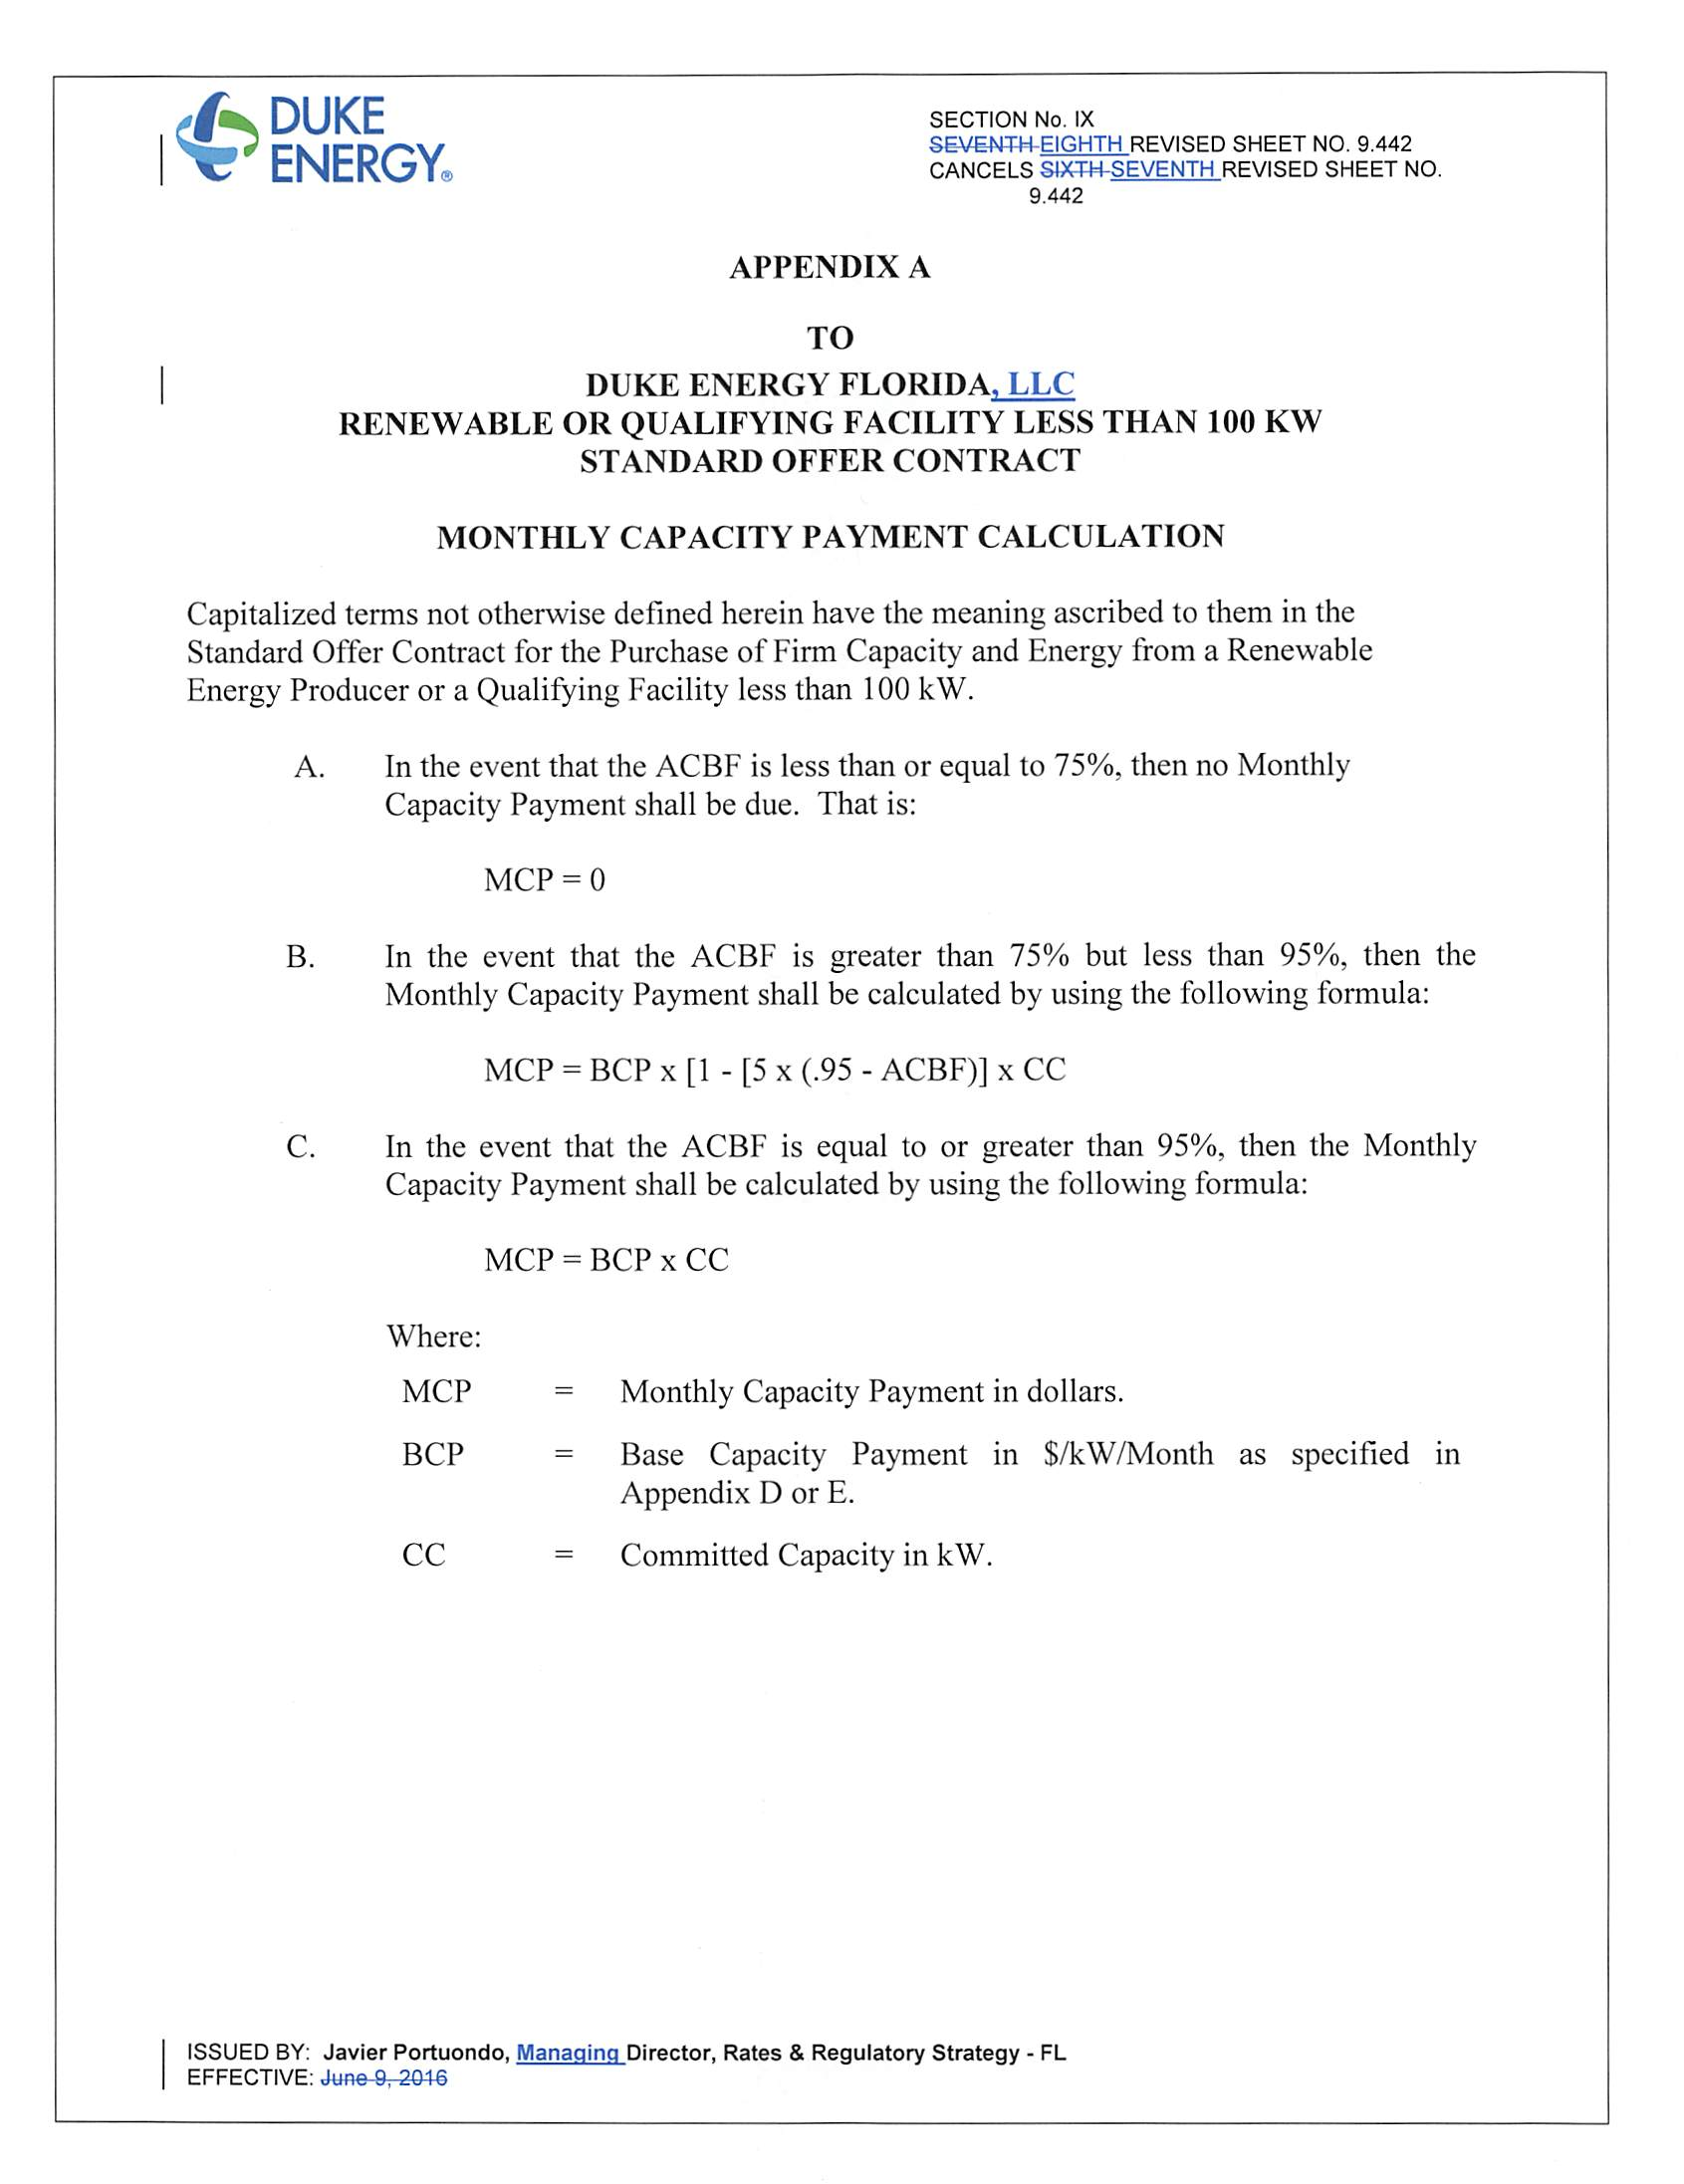 DUKE
ENERGY®
SECTION No. IX
SEVENTH EIGHTH REVISED SHEET NO. 9.442
CANCELS SIXTH SEVENTH REVISED SHEET NO.
9.442
APPENDIX A
TO
DUKE ENERGY FLORIDA, LLC
RENEWABLE OR QUALIFYING FACILITY LESS THAN 100 KW
STANDARD OFFER CONTRACT
MONTHLY CAPACITY PAYMENT CALCULATION
Capitalized terms not otherwise defined herein have the meaning ascribed to them in the
Standard Offer Contract for the Purchase of Firm Capacity and Energy from a Renewable
Energy Producer or a Qualifying Facility less than 100 kW.
A. In the event that the ACBF is less than or equal to 75%, then no Monthly
Capacity Payment shall be due. That is:
MCP = 0
B. In the event that the ACBF is greater than 75% but less than 95%, then the
Monthly Capacity Payment shall be calculated by using the following formula:
MCP = BCP x [1 - [5 x (.95 - ACBF)] x CC
C. In the event that the ACBF is equal to or greater than 95%, then the Monthly
Capacity Payment shall be calculated by using the following formula:
MCP = BCP x CC
Where:
MCP = Monthly Capacity Payment in dollars.
BCP = Base Capacity Payment in $/kW/Month as specified in
Appendix D or E.
CC = Committed Capacity in kW.
ISSUED BY: Javier Portuondo, Managing Director, Rates & Regulatory Strategy - FL
EFFECTIVE: June 9, 2016